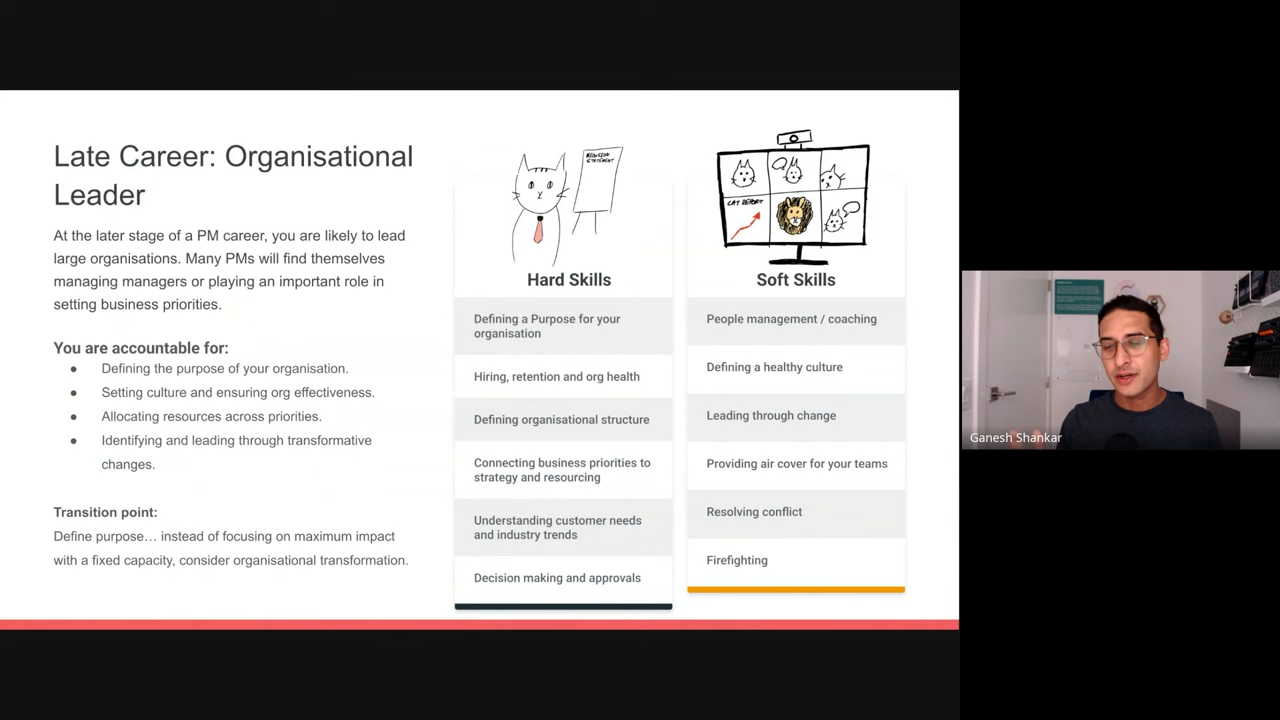 Late Career: Organisational
Leader
At the later stage of a PM career, you are likely to lead
large organisations. Many PMs will find themselves
managing managers or playing an important role in
setting business priorities.
You are accountable for:
● Defining the purpose of your organisation.
● Setting culture and ensuring org effectiveness.
● Allocating resources across priorities.
● Identifying and leading through transformative
changes.
Transition point:
Define purpose… instead of focusing on maximum impact
with a fixed capacity, consider organisational transformation.
STATEMENT
Hard Skills
Defining a Purpose for your
organisation
Hiring, retention and org health
Defining organisational structure
Connecting business priorities to
strategy and resourcing
Understanding customer needs
and industry trends
Decision making and approvals
CAT REPORT
Soft Skills
People management / coaching
Defining a healthy culture
Leading through change
Providing air cover for your teams
Resolving conflict
Firefighting
Ganesh Shankar